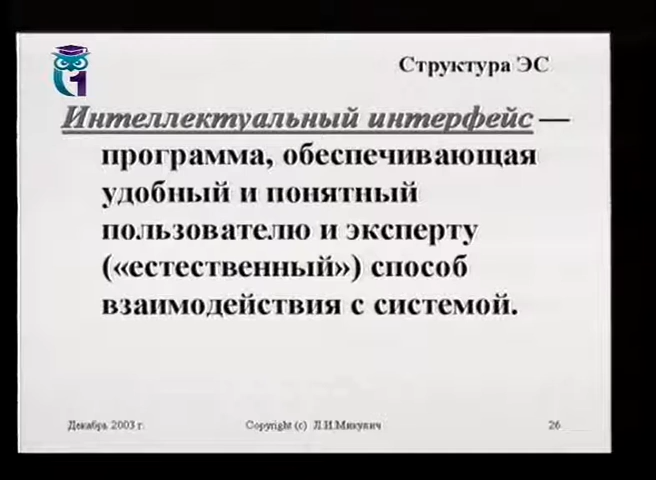 Структура ЭС
1
Интеллектуальный интерфейс —
программа, обеспечивающая
удобный и понятный
пользователю и эксперту
(«естественный») способ
взаимодействия с системой.
Декабрь 2003 г.
Copyright (c) Л.И.Микулич
26